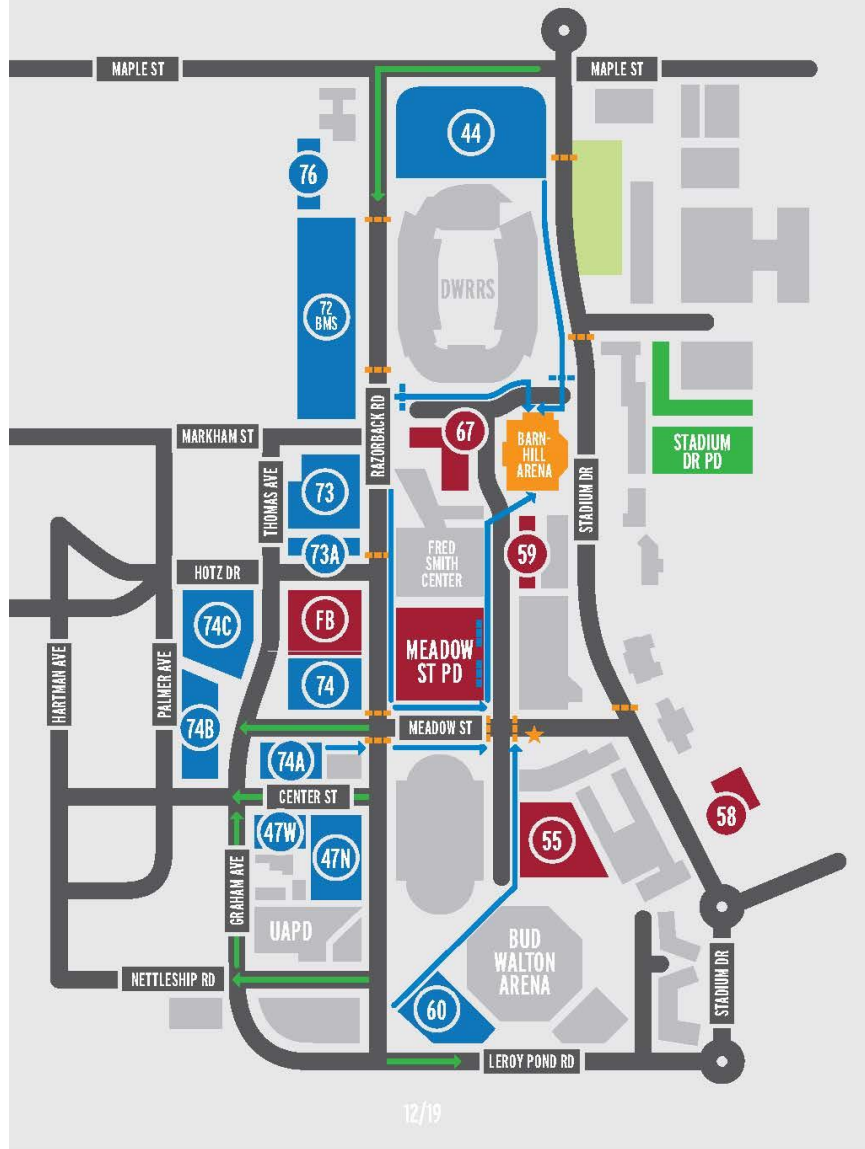 MAPLE ST
MAPLE ST
44
76
DWRRS
72
BMS
RAZORBACK RD
MARKHAM ST
67
BARN-
HILL
ARENA
STADIUM
DR PD
THOMAS AVE
73
STADIUM DR
73A
FRED
SMITH
CENTER
59
HOTZ DR
74C
FB
MEADOW
ST PD
HARTMAN AVE
PALMER AVE
74
74B
MEADOW ST
74A
CENTER ST
58
47W
47N
55
GRAHAM AVE
UAPD
BUD
WALTON
ARENA
NETTLESHIP RD
STADIUM DR
60
LEROY POND RD
12/19